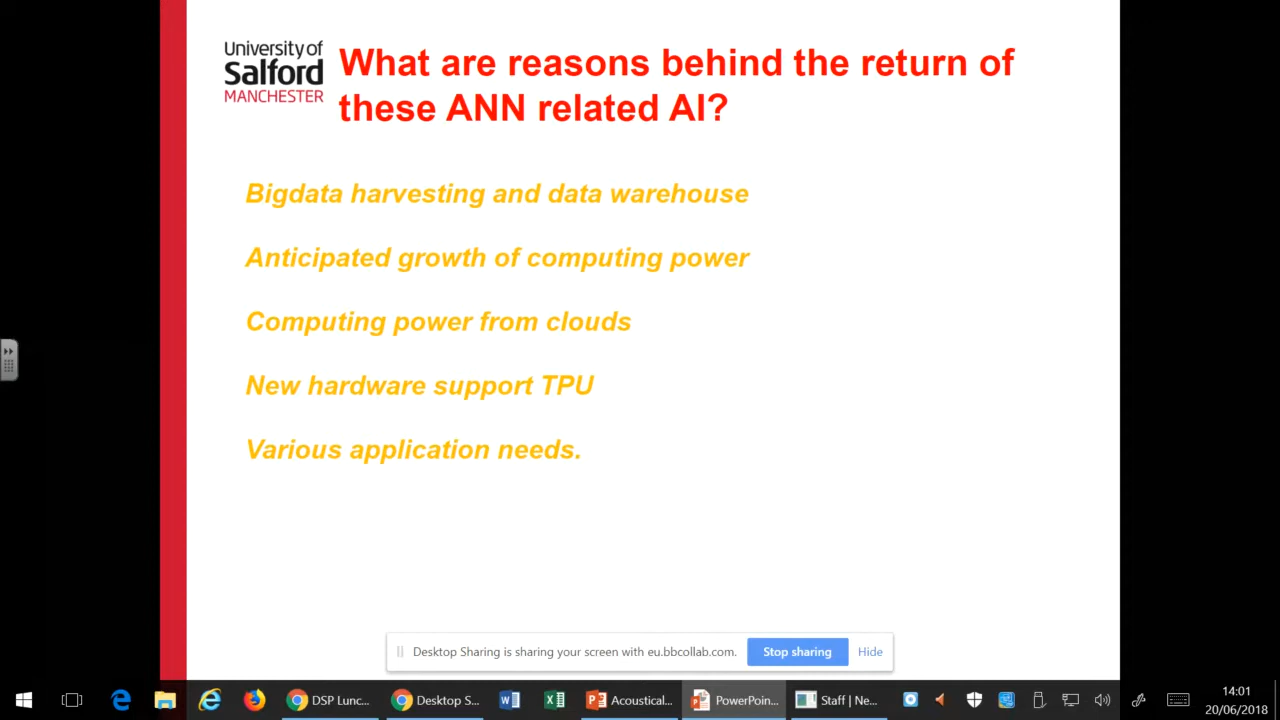 University of
Salford
MANCHESTER
What are reasons behind the return of
these ANN related AI?
Bigdata harvesting and data warehouse
Anticipated growth of computing power
Computing power from clouds
New hardware support TPU
Various application needs.
Desktop Sharing is sharing your screen with eu.bbcollab.com.
Stop sharing
Hide
DSP Lunc...
Desktop S...
Acoustical...
PowerPoin...
Staff | Ne...
14:01
20/06/2018